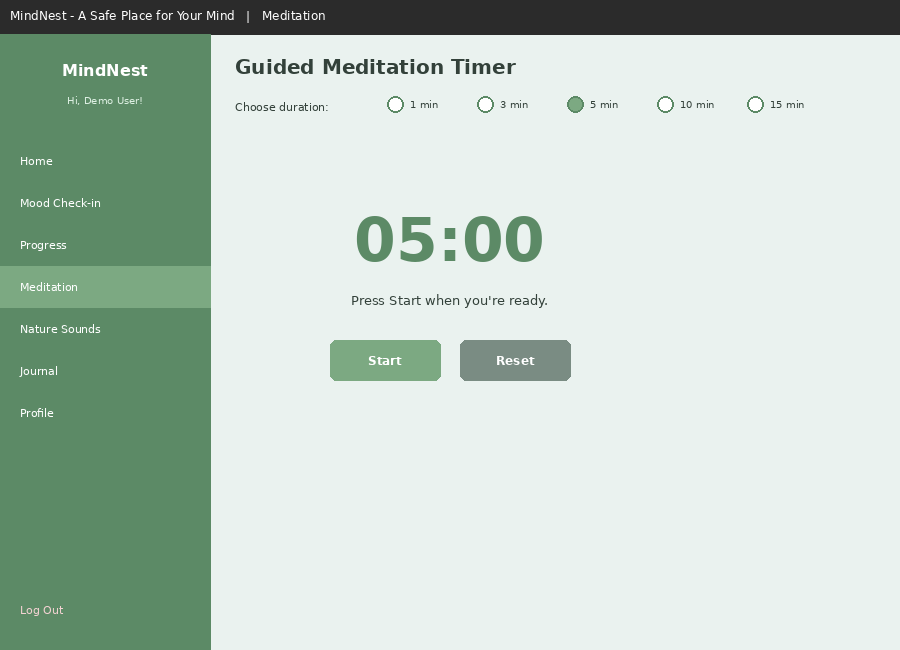 MindNest - A Safe Place for Your Mind | Meditation
MindNest
Hi, Demo User!
Home
Mood Check-in
Progress
Meditation
Nature Sounds
Journal
Profile
Log Out
Guided Meditation Timer
Choose duration: 1 min 3 min 5 min 10 min 15 min
05:00
Press Start when you're ready.
Start Reset